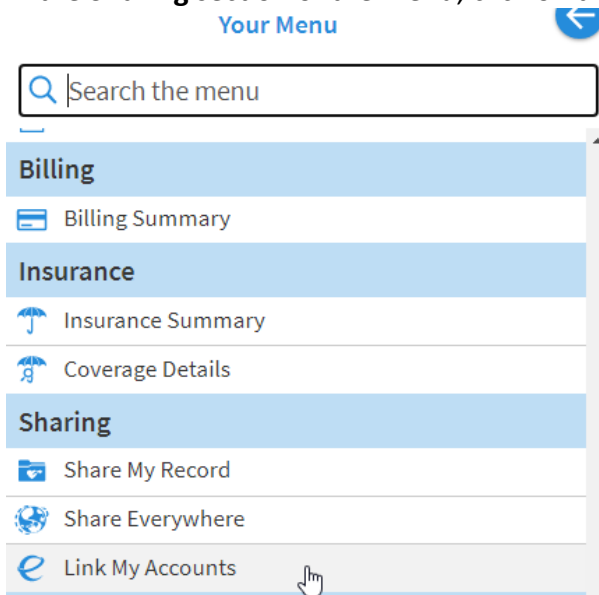 Your Menu
Search the menu
Billing
Billing Summary
Insurance
Insurance Summary
Coverage Details
Sharing
Share My Record
Share Everywhere
Link My Accounts